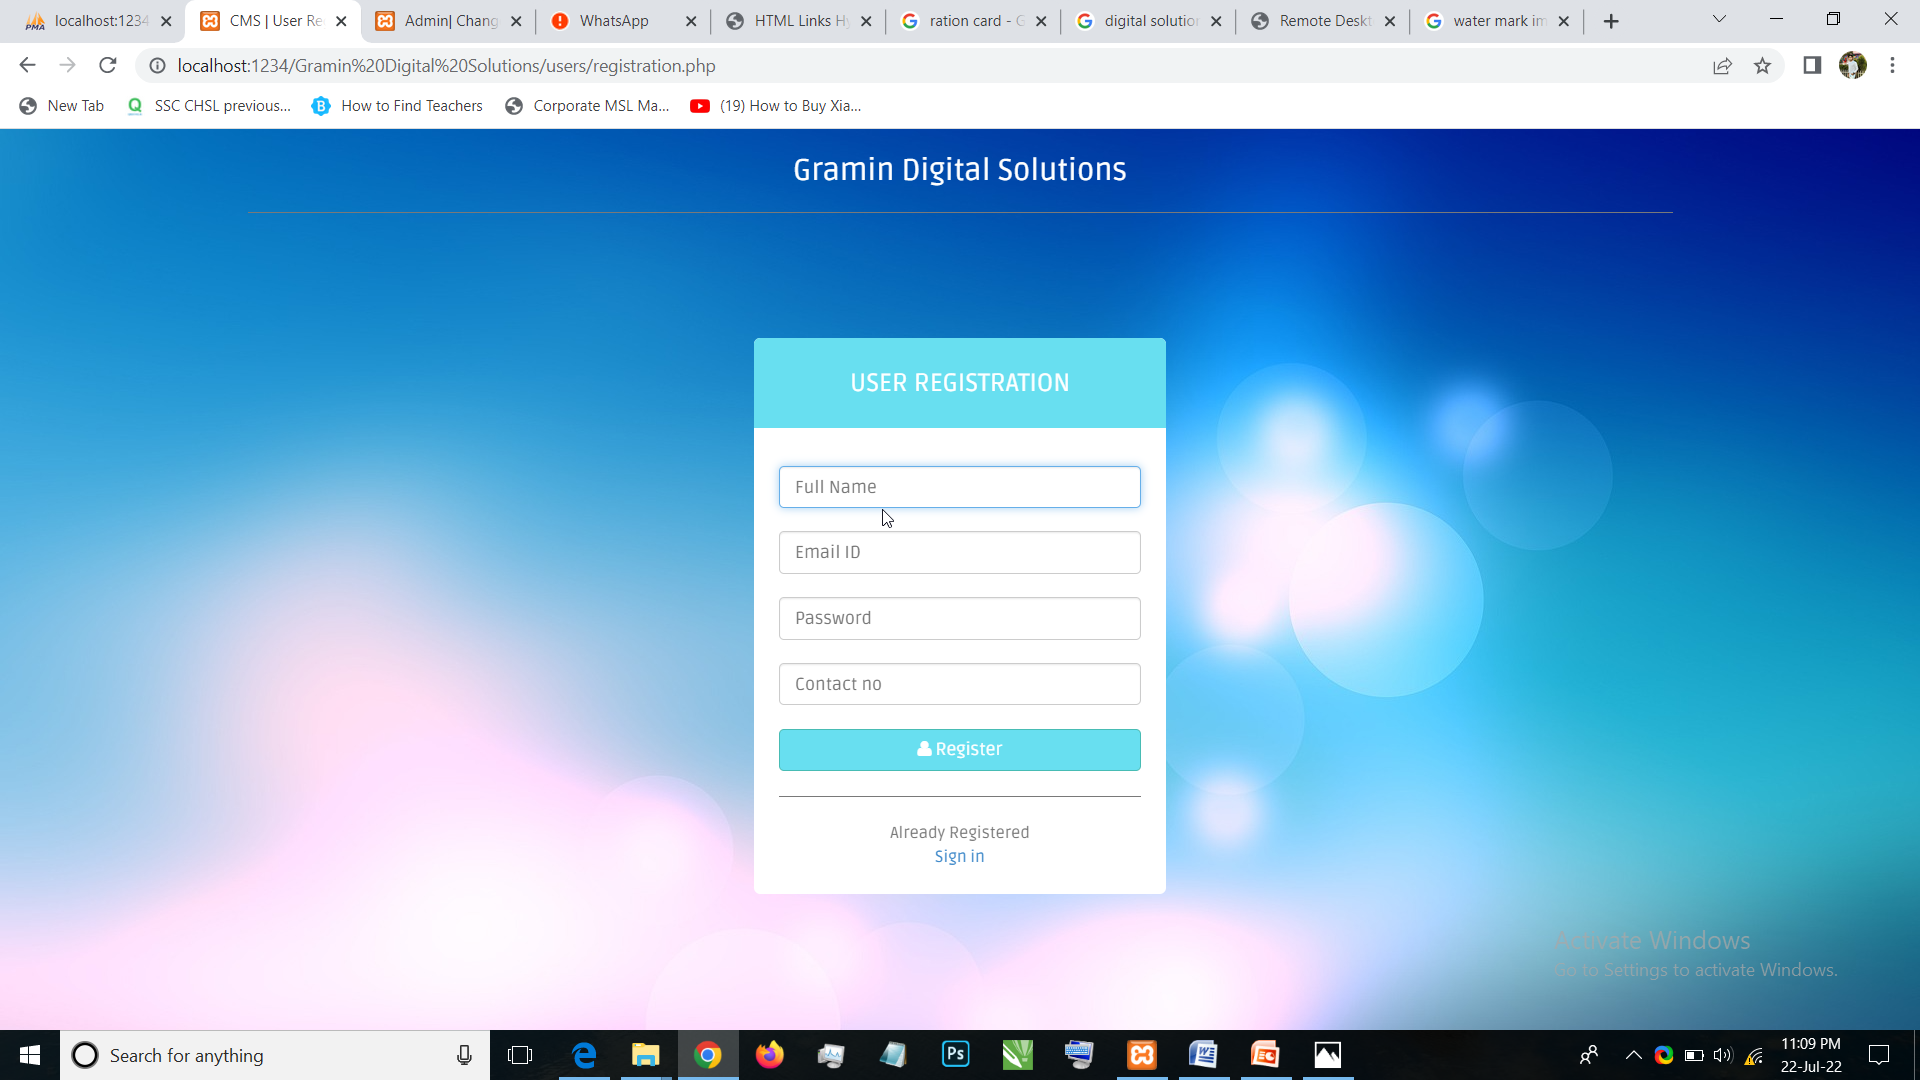 localhost:1234
CMS | User Re
Admin| Chang
WhatsApp
HTML Links Hy
ration card - G
digital solution
Remote Deskt
water mark im
localhost:1234/Gramin%20Digital%20Solutions/users/registration.php
New Tab
SSC CHSL previous...
How to Find Teachers
Corporate MSL Ma...
(19) How to Buy Xia...
Gramin Digital Solutions
USER REGISTRATION
Full Name
Email ID
Password
Contact no
Register
Already Registered
Sign in
Activate Windows
Go to Settings to activate Windows.
Search for anything
Ps
11:09 PM
22-Jul-22